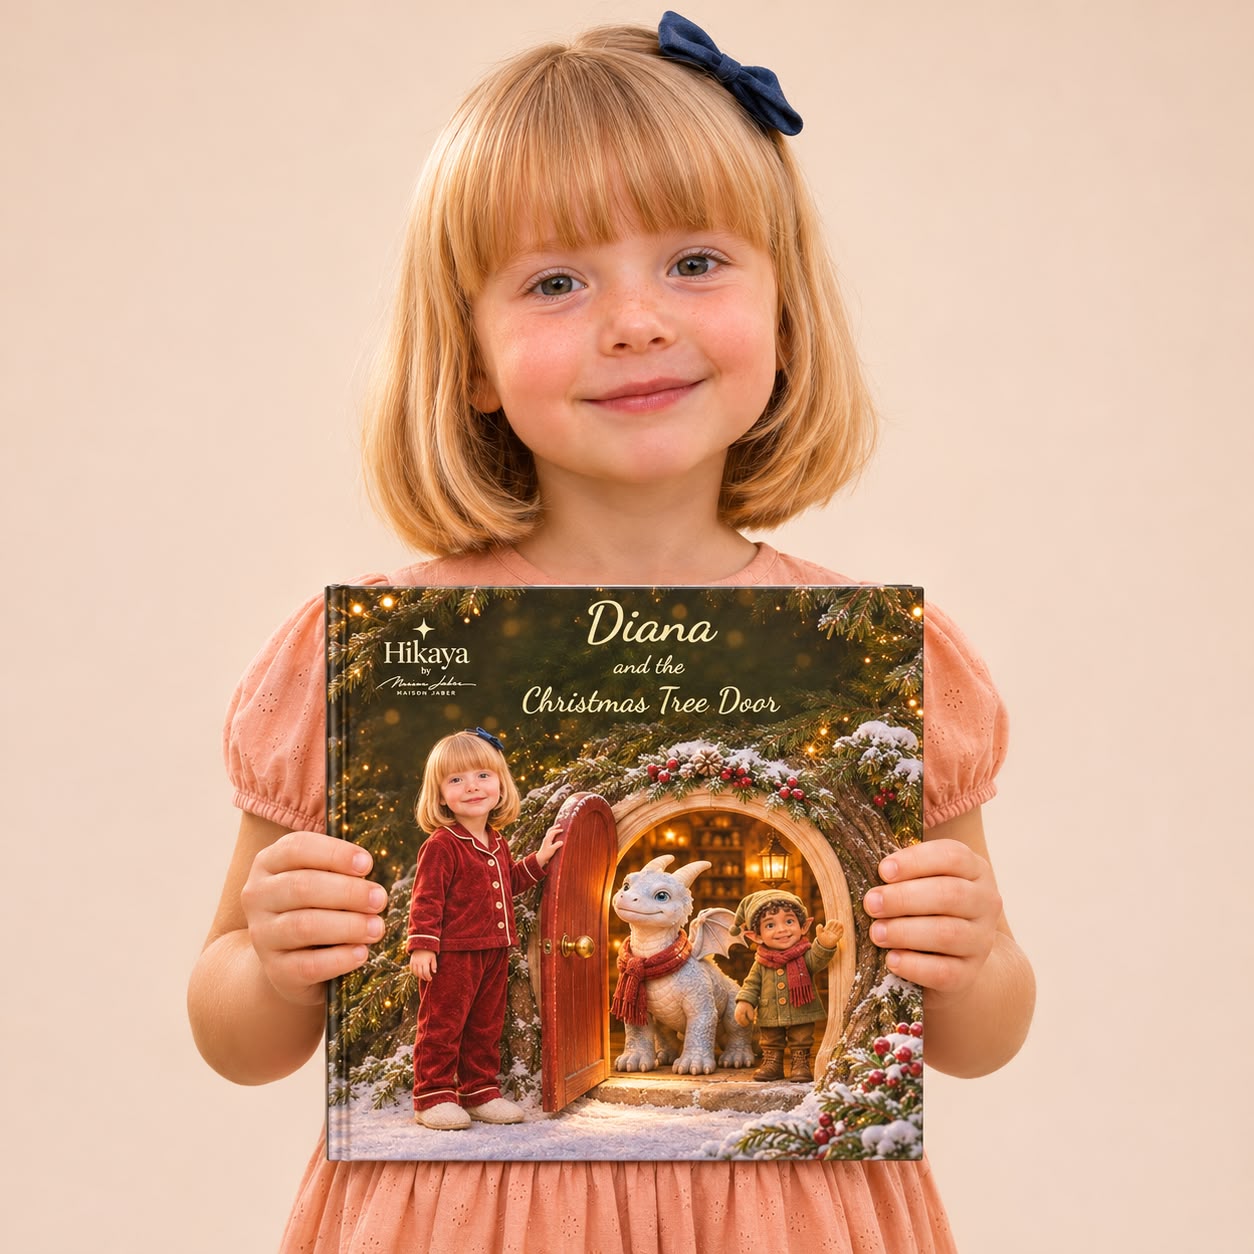 Diana
and the
Christmas Tree Door
Hikaya
by
MAISON JABER